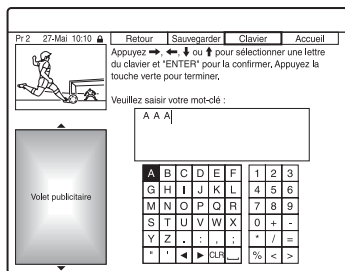 Pr 2 27-Mai 10:10
Retour Sauvegarder Clavier Accueil
Appuyez ➡, ⬅, ⬇ ou ⬆ pour sélectionner une lettre
du clavier et "ENTER" pour la confirmer. Appuyez la
touche verte pour terminer.
Veuillez saisir votre mot-clé :
A A A
Volet publicitaire
A B C D E F 1 2 3
G H I J K L 4 5 6
M N O P Q R 7 8 9
S T U V W X 0 + -
Y Z . : , ; * / =
" ' ◄ ► CLR % < >